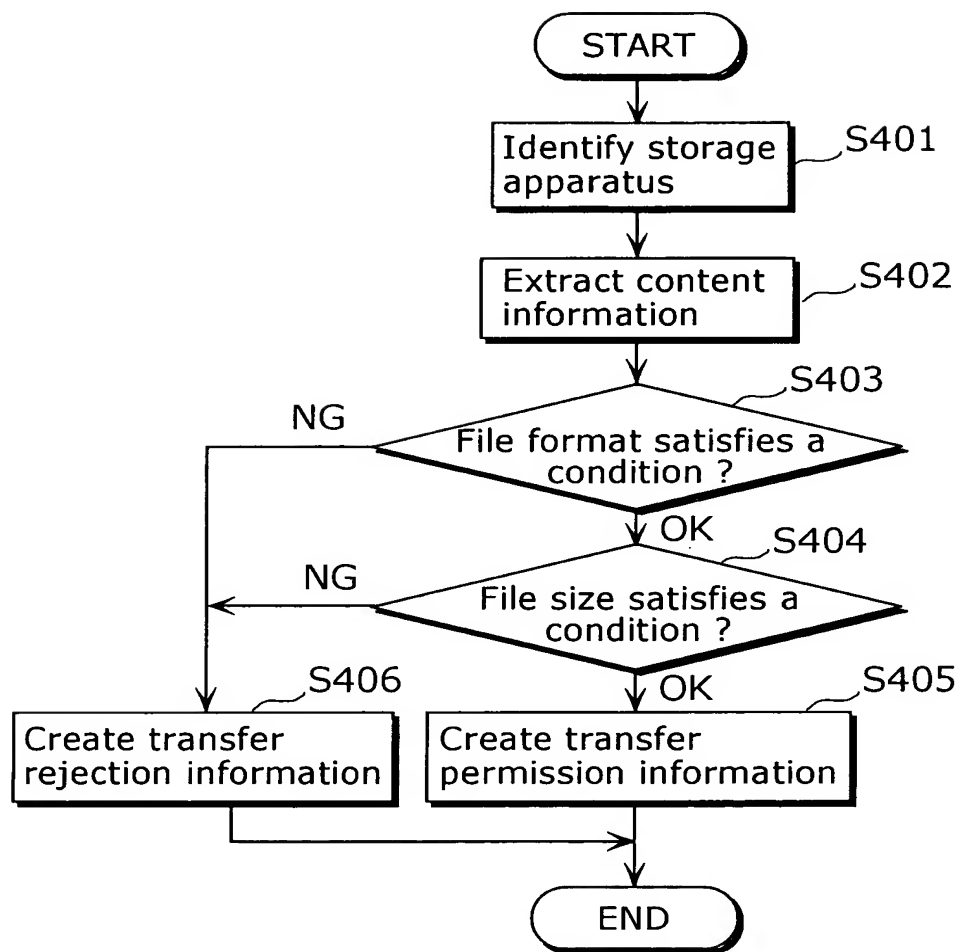 START
Identify storage
apparatus
S401
Extract content
information
S402
S403
NG
File format satisfies a
condition ?
OK
S404
NG
File size satisfies a
condition ?
OK
S406
S405
Create transfer
rejection information
Create transfer
permission information
END